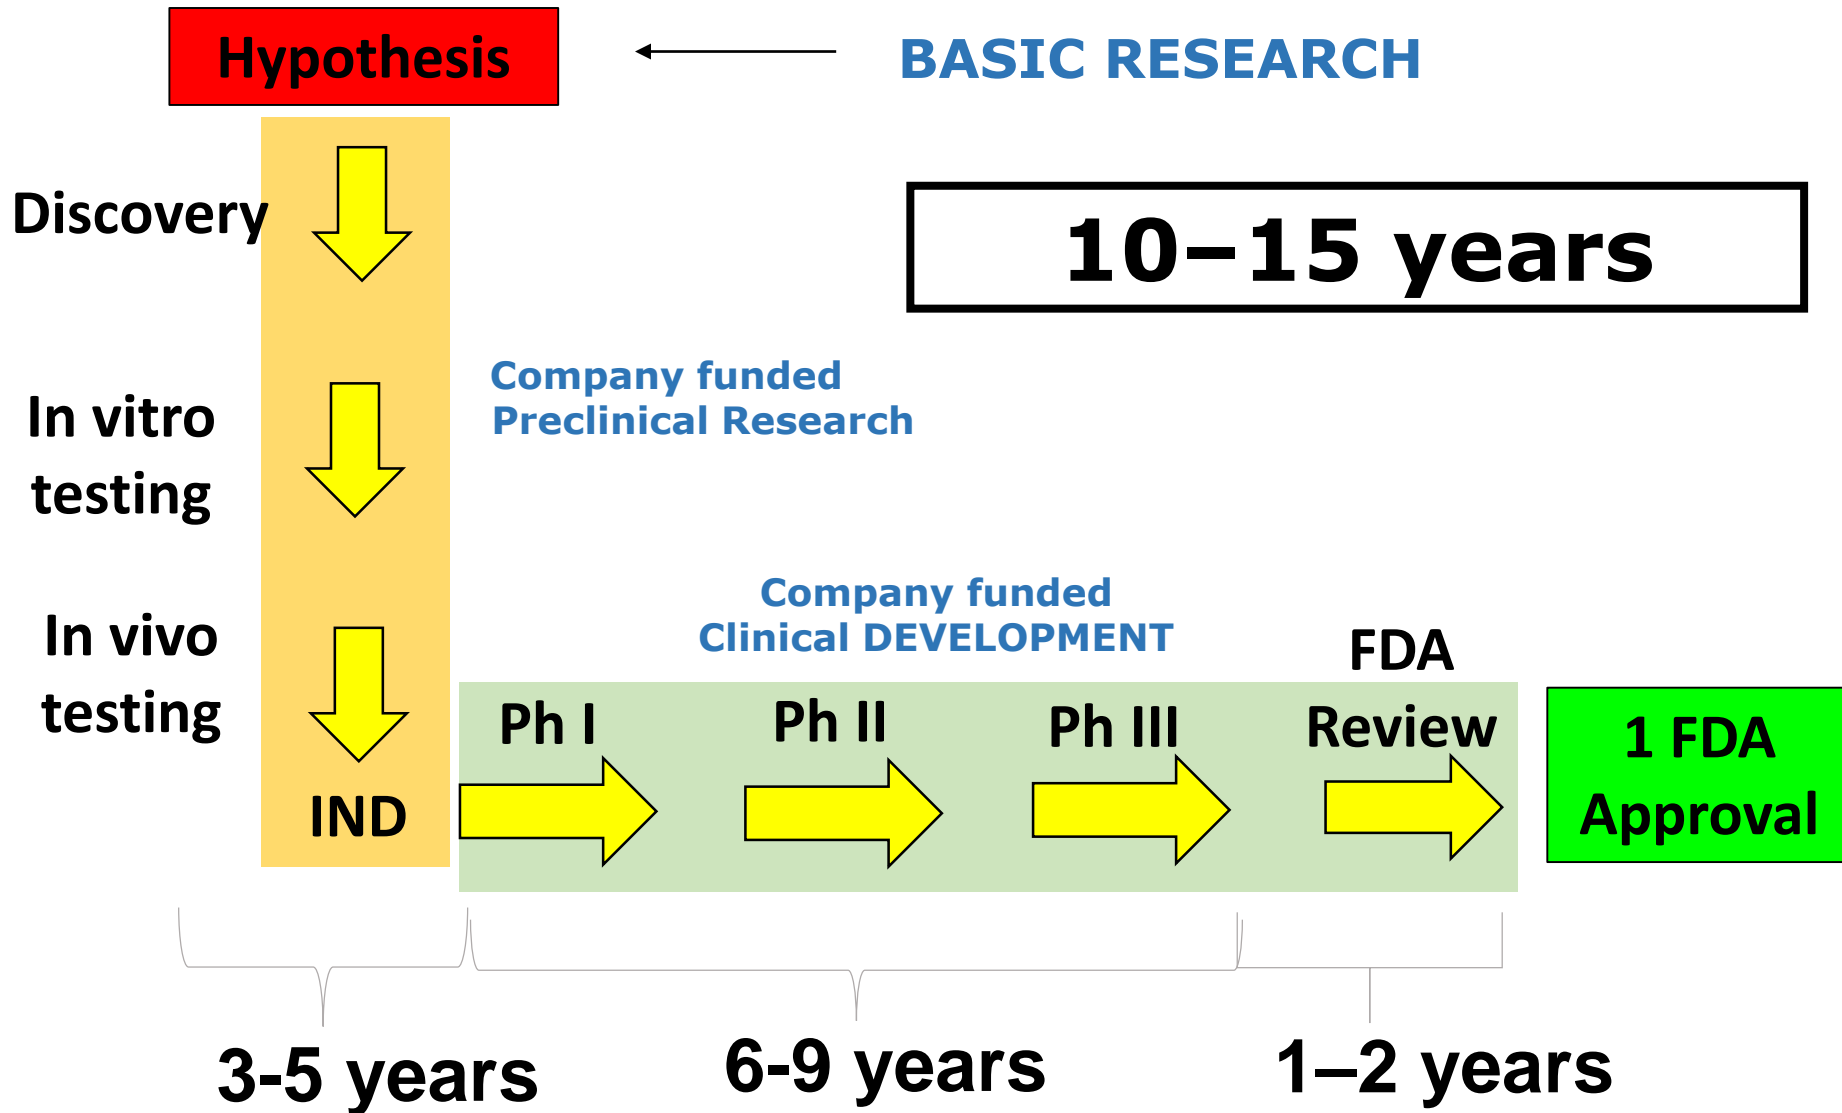 Hypothesis
BASIC RESEARCH
Discovery
10–15 years
Company funded
Preclinical Research
In vitro
testing
In vivo
testing
IND
Company funded
Clinical DEVELOPMENT
Ph I
Ph II
Ph III
FDA
Review
1 FDA
Approval
3-5 years
6-9 years
1–2 years